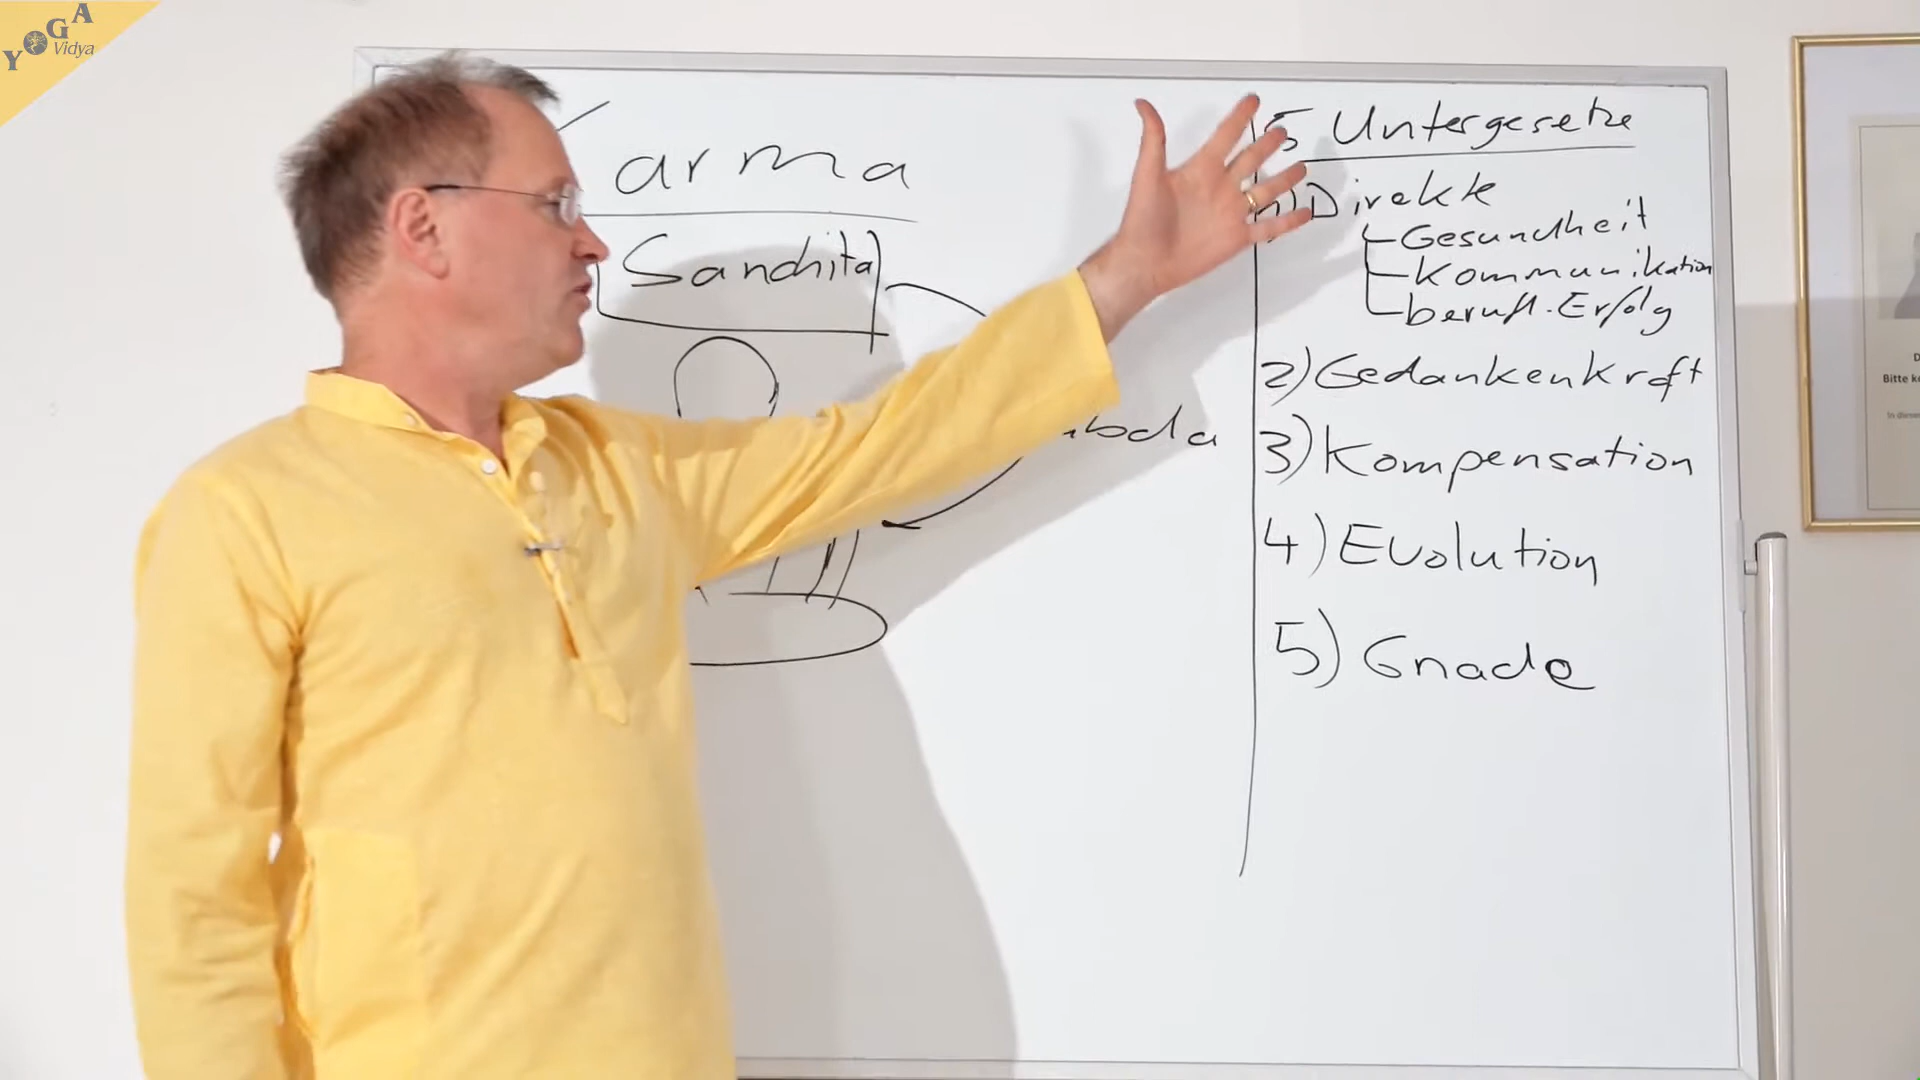 YOGA
Vidya
arma
Sanchita
abda
5 Untergesetze
1) Direkte
Gesundheit
Kommunikation
berufl. Erfolg
2) Gedankenkraft
3) Kompensation
4) Evolution
5) Gnade
Bitte